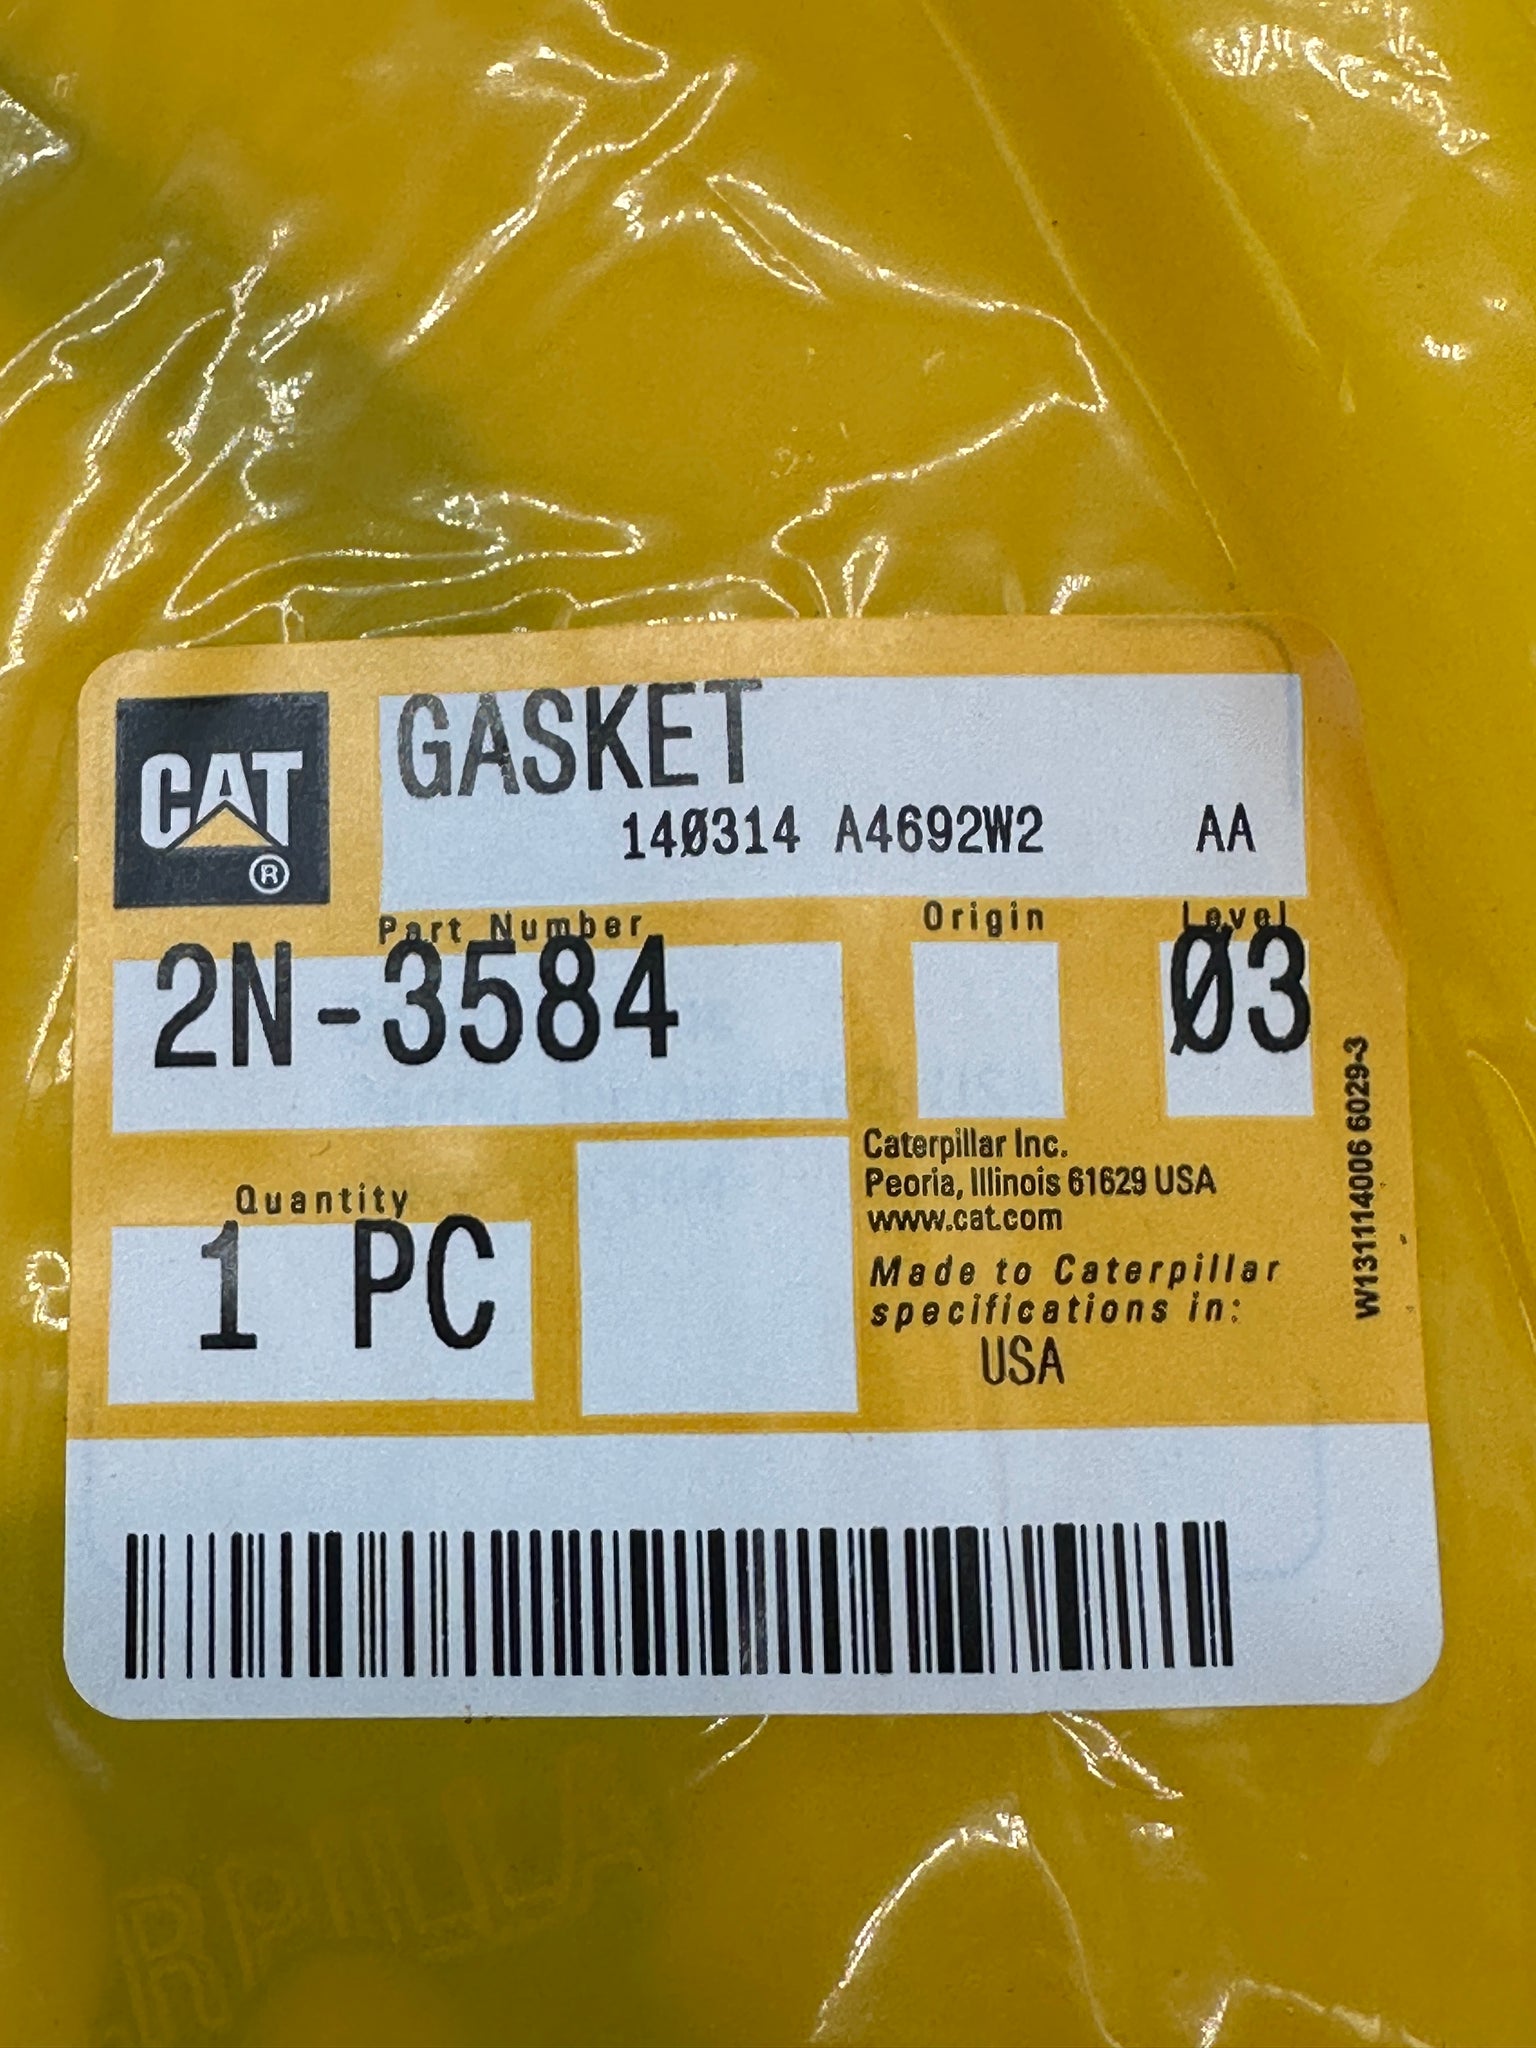 CAT
®
GASKET
140314 A4692W2 AA
Part Number
Origin
Level
2N-3584
03
Quantity
1 PC
Caterpillar Inc.
Peoria, Illinois 61629 USA
www.cat.com
Made to Caterpillar
specifications in:
USA
W131114006 6029-3